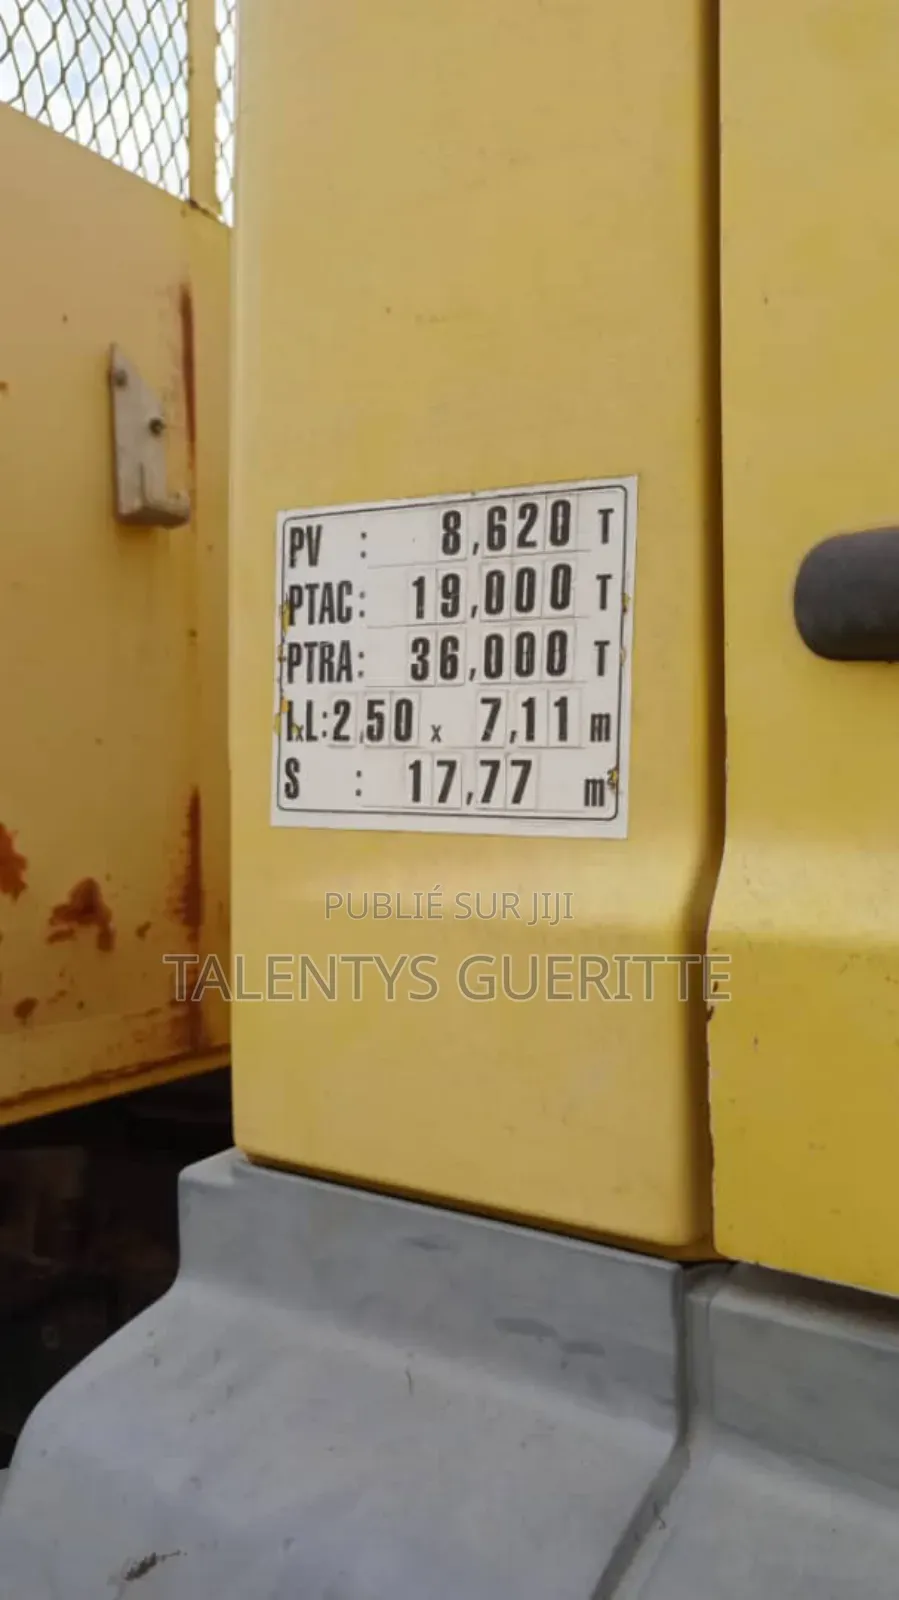 PV : 8,620 T
PTAC: 19,000 T
PTRA: 36,000 T
lxL: 2,50 x 7,11 m
S : 17,77 m²
PUBLIÉ SUR JIJI
TALENTYS GUERITTE